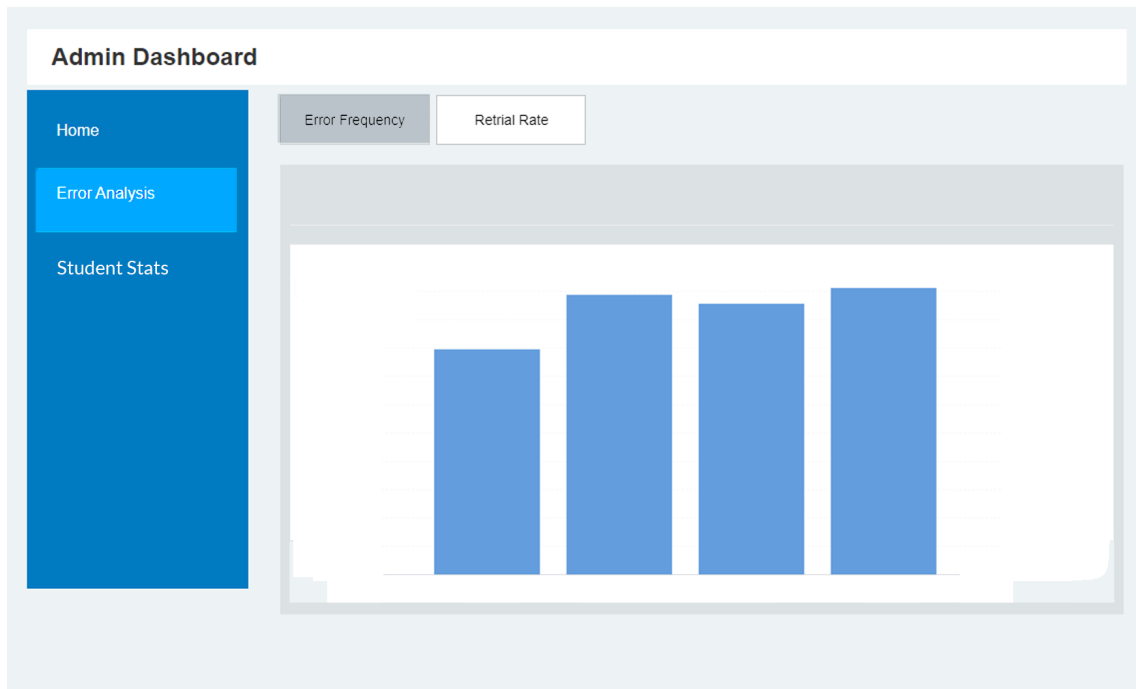 Admin Dashboard
Home
Error Analysis
Student Stats
Error Frequency
Retrial Rate